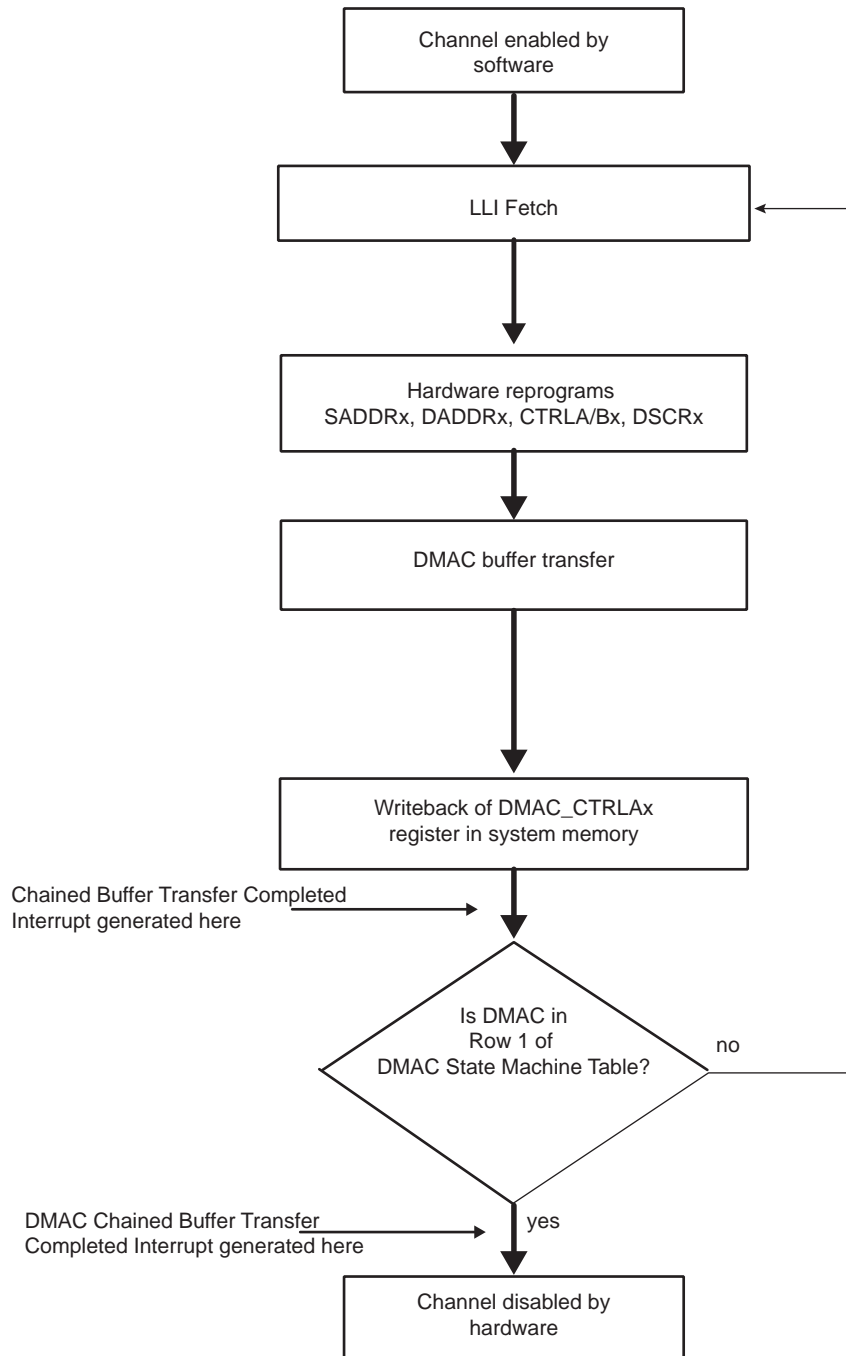 Channel enabled by
software
LLI Fetch
Hardware reprograms
SADDRx, DADDRx, CTRLA/Bx, DSCRx
DMAC buffer transfer
Writeback of DMAC_CTRLAx
register in system memory
Chained Buffer Transfer Completed
Interrupt generated here
Is DMAC in
Row 1 of
DMAC State Machine Table?
no
DMAC Chained Buffer Transfer
Completed Interrupt generated here
yes
Channel disabled by
hardware